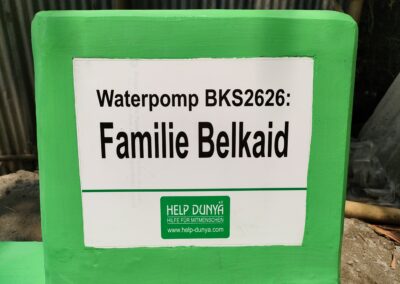 Waterpomp BKS2626:
Familie Belkaid
HELP DUNYA
HILFE FÜR MITMENSCHEN
www.help-dunya.com